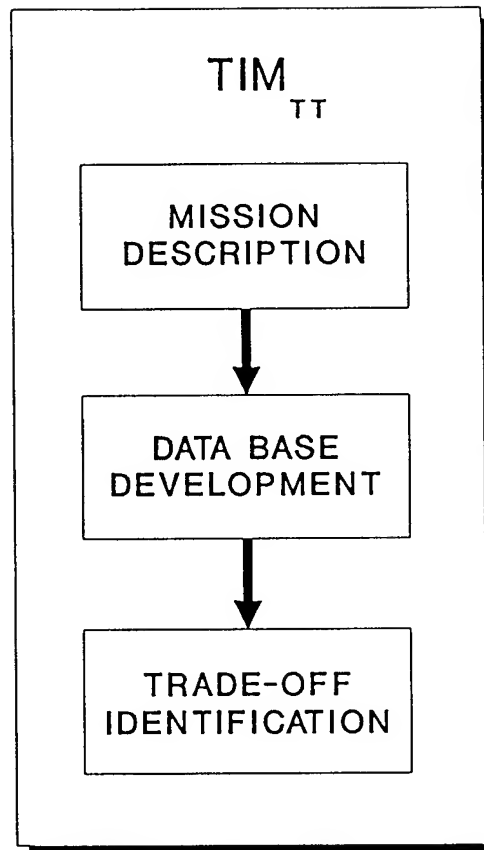 TIM
TT
MISSION
DESCRIPTION
DATA BASE
DEVELOPMENT
TRADE-OFF
IDENTIFICATION